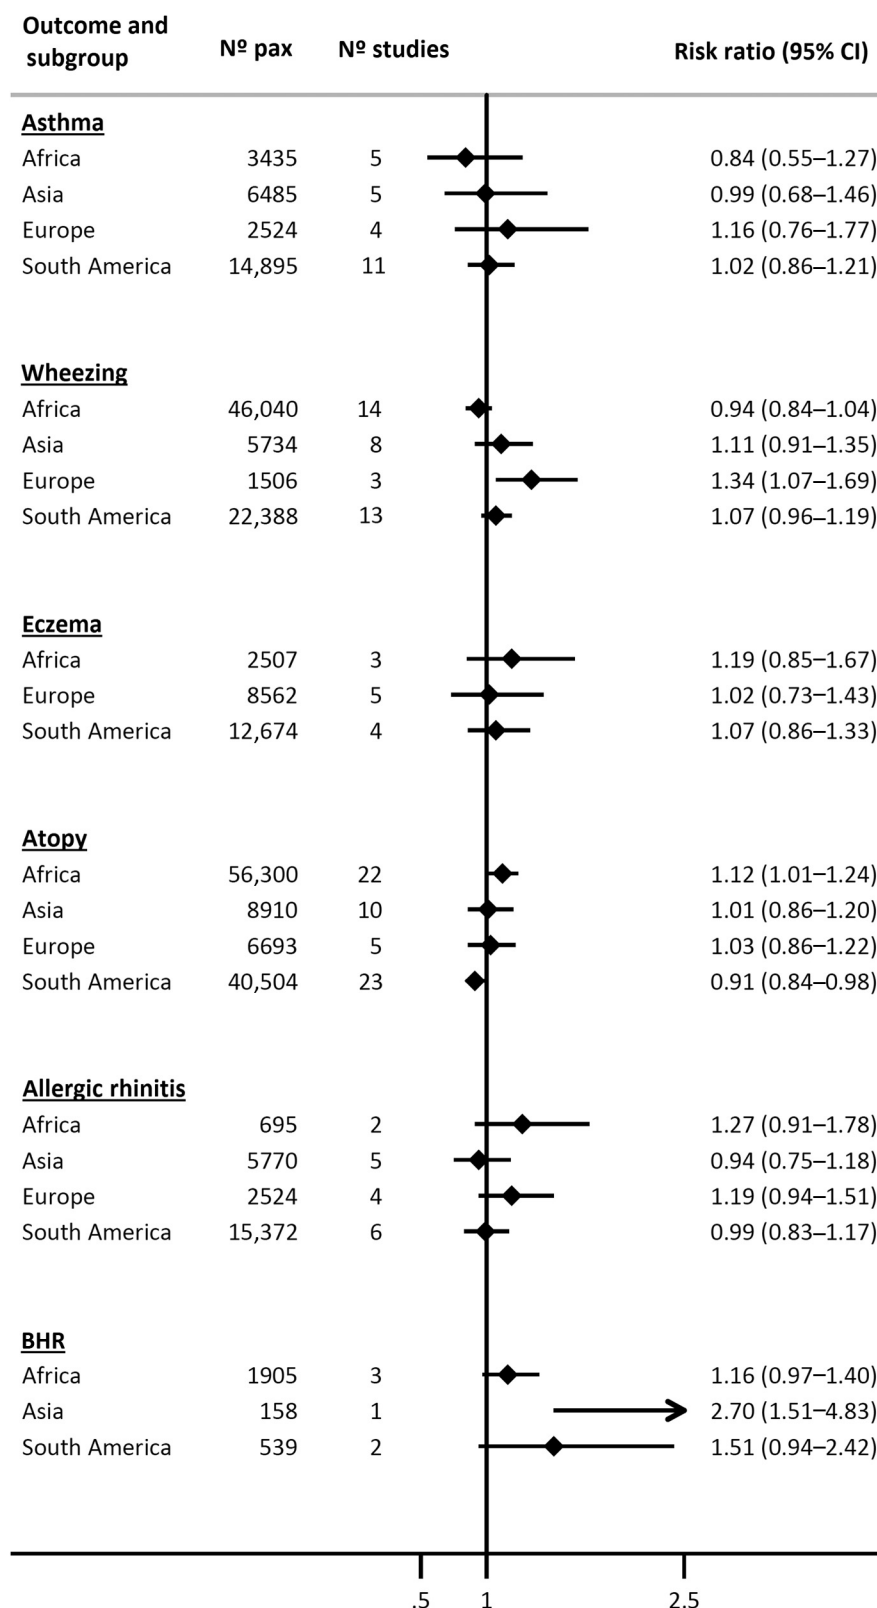 Outcome and subgroup Nº pax Nº studies Risk ratio (95% CI)
Asthma
Africa 3435 5 0.84 (0.55–1.27)
Asia 6485 5 0.99 (0.68–1.46)
Europe 2524 4 1.16 (0.76–1.77)
South America 14,895 11 1.02 (0.86–1.21)
Wheezing
Africa 46,040 14 0.94 (0.84–1.04)
Asia 5734 8 1.11 (0.91–1.35)
Europe 1506 3 1.34 (1.07–1.69)
South America 22,388 13 1.07 (0.96–1.19)
Eczema
Africa 2507 3 1.19 (0.85–1.67)
Europe 8562 5 1.02 (0.73–1.43)
South America 12,674 4 1.07 (0.86–1.33)
Atopy
Africa 56,300 22 1.12 (1.01–1.24)
Asia 8910 10 1.01 (0.86–1.20)
Europe 6693 5 1.03 (0.86–1.22)
South America 40,504 23 0.91 (0.84–0.98)
Allergic rhinitis
Africa 695 2 1.27 (0.91–1.78)
Asia 5770 5 0.94 (0.75–1.18)
Europe 2524 4 1.19 (0.94–1.51)
South America 15,372 6 0.99 (0.83–1.17)
BHR
Africa 1905 3 1.16 (0.97–1.40)
Asia 158 1 2.70 (1.51–4.83)
South America 539 2 1.51 (0.94–2.42)
.5 1 2.5